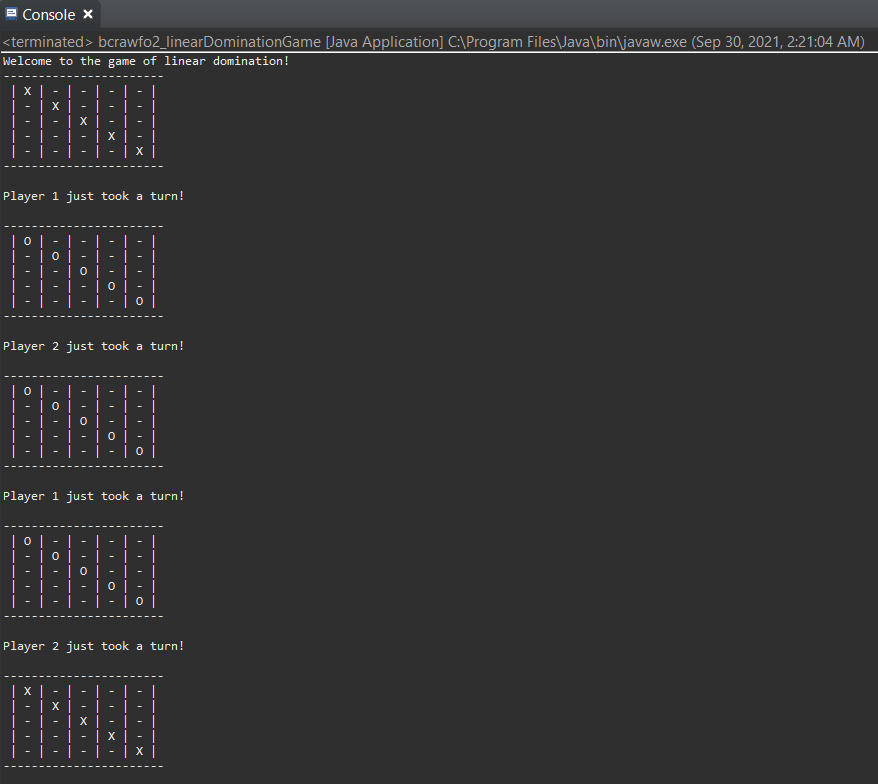 Console
<terminated> bcrawfo2_linearDominationGame [Java Application] C:\Program Files\Java\bin\javaw.exe (Sep 30, 2021, 2:21:04 AM)
Welcome to the game of linear domination!
-----------------------
 | X | - | - | - | - |
 | - | X | - | - | - |
 | - | - | X | - | - |
 | - | - | - | X | - |
 | - | - | - | - | X |
-----------------------
Player 1 just took a turn!
-----------------------
 | O | - | - | - | - |
 | - | O | - | - | - |
 | - | - | O | - | - |
 | - | - | - | O | - |
 | - | - | - | - | O |
-----------------------
Player 2 just took a turn!
-----------------------
 | O | - | - | - | - |
 | - | O | - | - | - |
 | - | - | O | - | - |
 | - | - | - | O | - |
 | - | - | - | - | O |
-----------------------
Player 1 just took a turn!
-----------------------
 | O | - | - | - | - |
 | - | O | - | - | - |
 | - | - | O | - | - |
 | - | - | - | O | - |
 | - | - | - | - | O |
-----------------------
Player 2 just took a turn!
-----------------------
 | X | - | - | - | - |
 | - | X | - | - | - |
 | - | - | X | - | - |
 | - | - | - | X | - |
 | - | - | - | - | X |
-----------------------